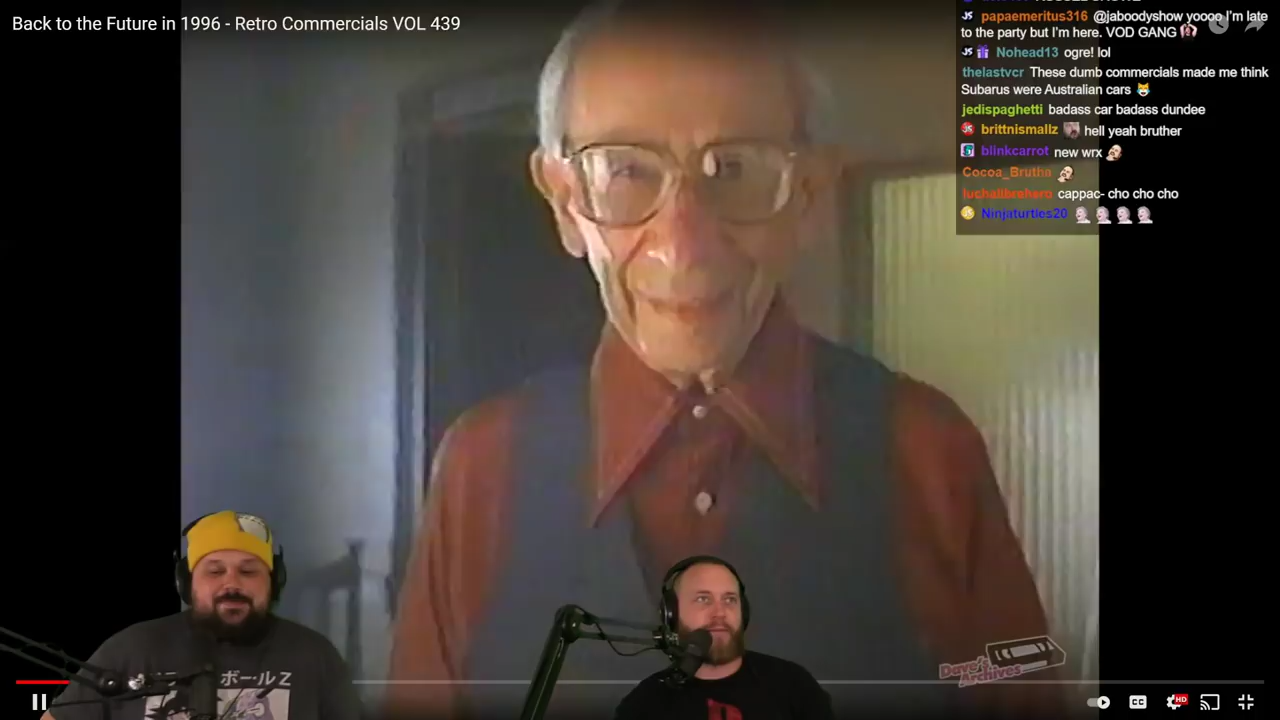 Back to the Future in 1996 - Retro Commercials VOL 439
papaemeritus316 @jaboodyshow yoooo I'm late
to the party but I'm here. VOD GANG
Nohead13 ogre! lol
thelastvcr These dumb commercials made me think
Subarus were Australian cars
jedispaghetti badass car badass dundee
brittnismallz hell yeah bruther
blinkcarrot new wrx
Cocoa_Brutha
luchalibrehero cappac- cho cho cho
Ninjaturtles20
Dave's
Archives
ボールZ
CC
HD